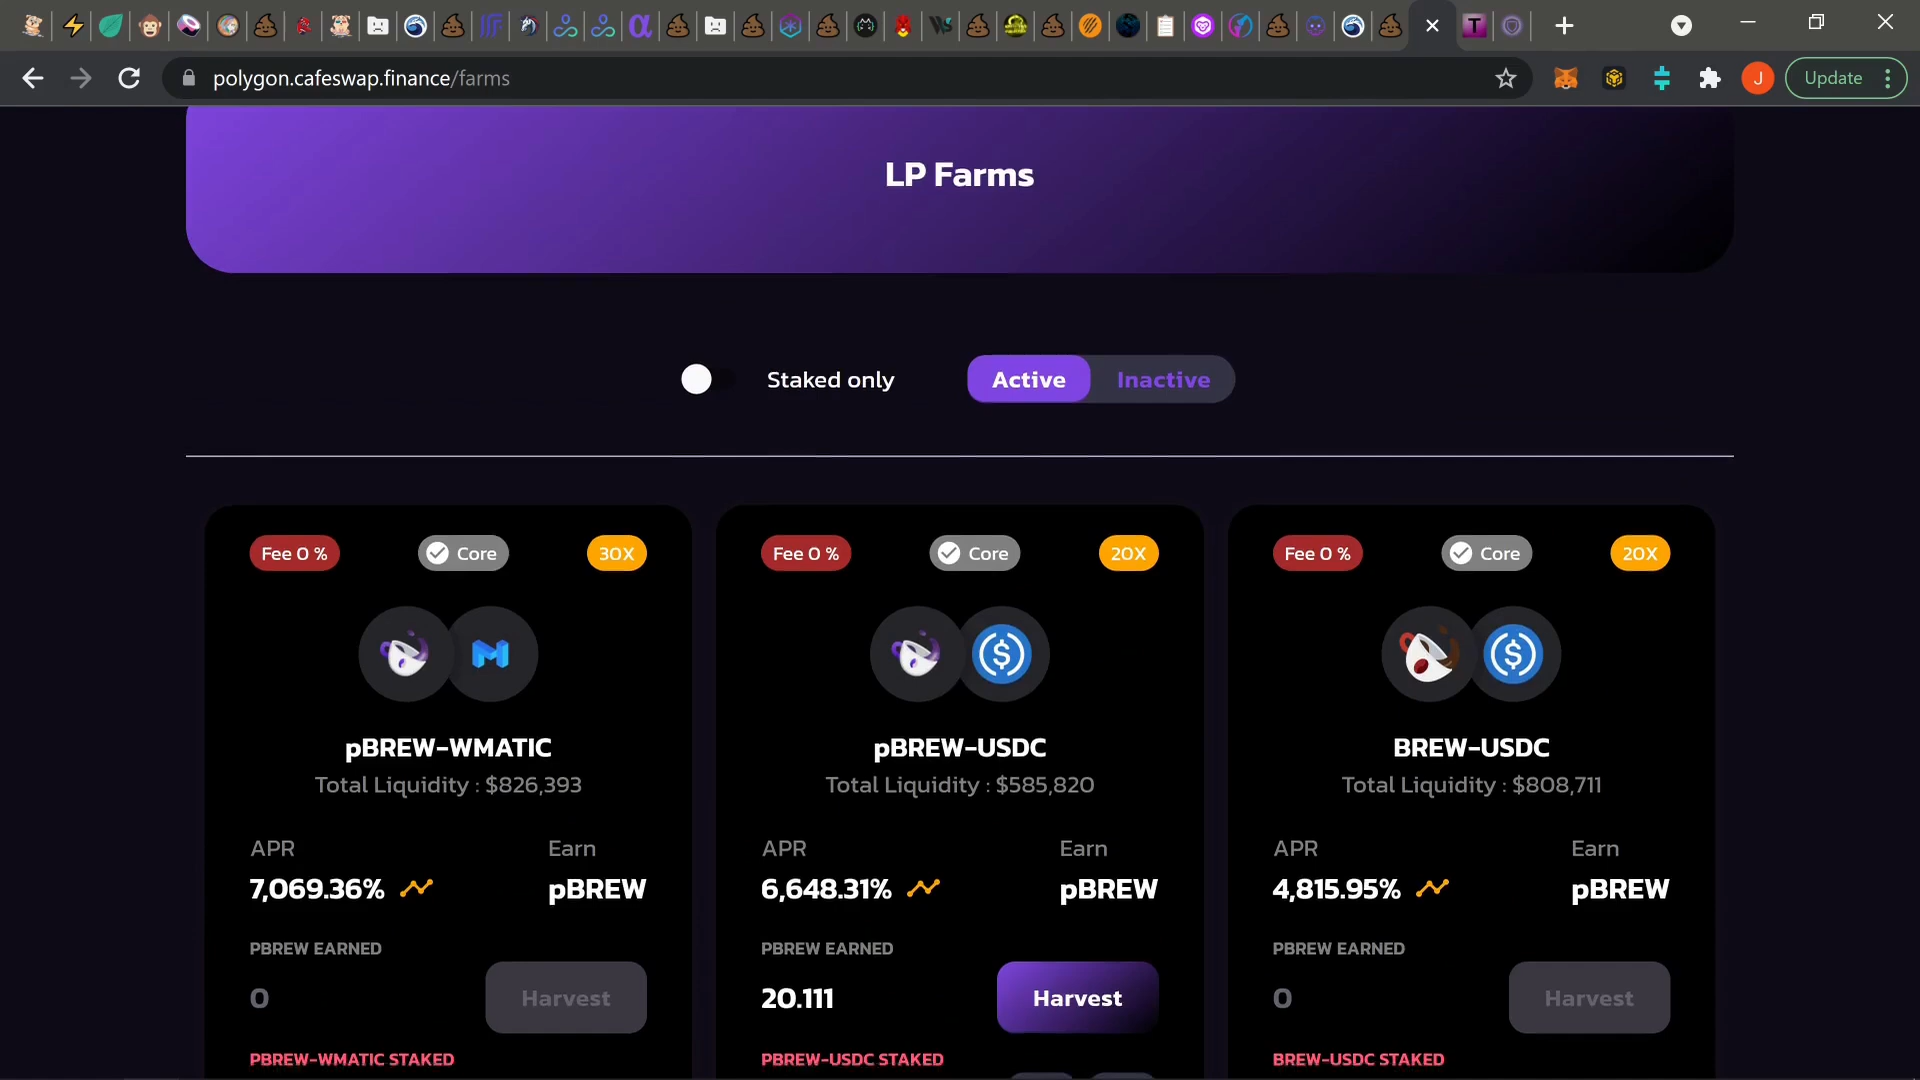 polygon.cafeswap.finance/farms
J
Update
LP Farms
Staked only
Active
Inactive
Fee 0 %
Core
30X
pBREW-WMATIC
Total Liquidity : $826,393
APR
Earn
7,069.36%
pBREW
PBREW EARNED
0
Harvest
PBREW-WMATIC STAKED
Fee 0 %
Core
20X
pBREW-USDC
Total Liquidity : $585,820
APR
Earn
6,648.31%
pBREW
PBREW EARNED
20.111
Harvest
PBREW-USDC STAKED
Fee 0 %
Core
20X
BREW-USDC
Total Liquidity : $808,711
APR
Earn
4,815.95%
pBREW
PBREW EARNED
0
Harvest
BREW-USDC STAKED